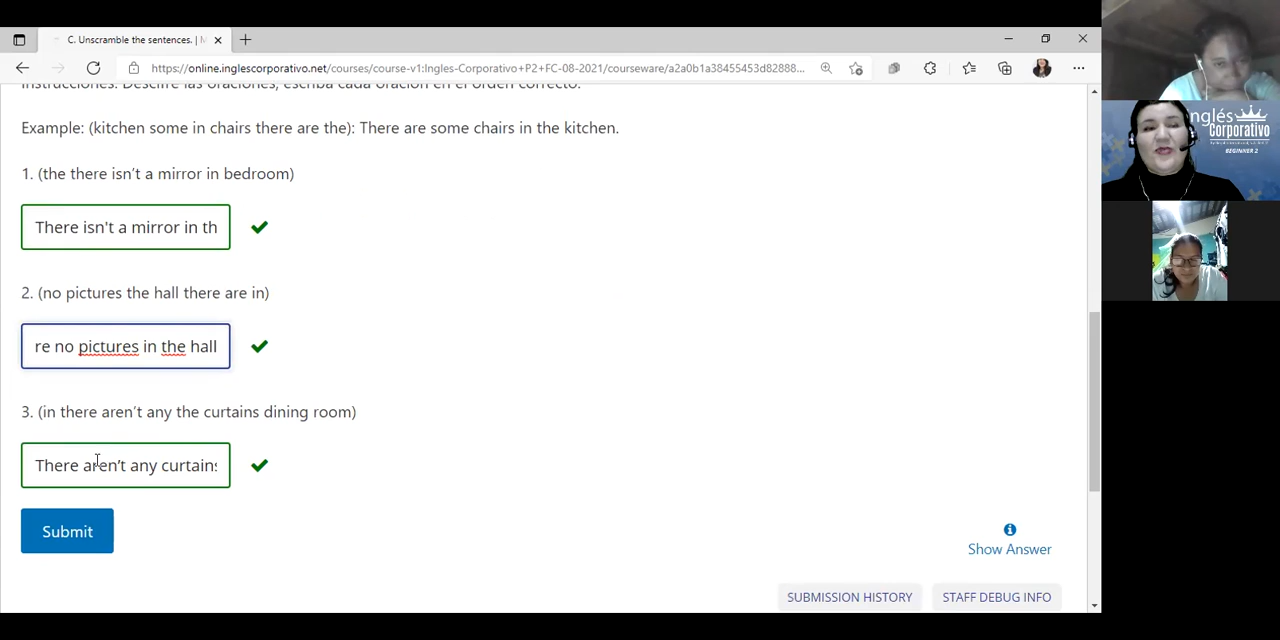 C. Unscramble the sentences. |
https://online.inglescorporativo.net/courses/course-v1:Ingles-Corporativo+P2+FC-08-2021/courseware/a2a0b1a38455453d82888...
Instrucciones: Descifre las oraciones, escriba cada oración en el orden correcto.
Example: (kitchen some in chairs there are the): There are some chairs in the kitchen.
1. (the there isn’t a mirror in bedroom)
There isn't a mirror in th
2. (no pictures the hall there are in)
re no pictures in the hall
3. (in there aren’t any the curtains dining room)
There aren’t any curtains
Submit
Show Answer
SUBMISSION HISTORY
STAFF DEBUG INFO
Inglés
Corporativo
BEGINNER 2